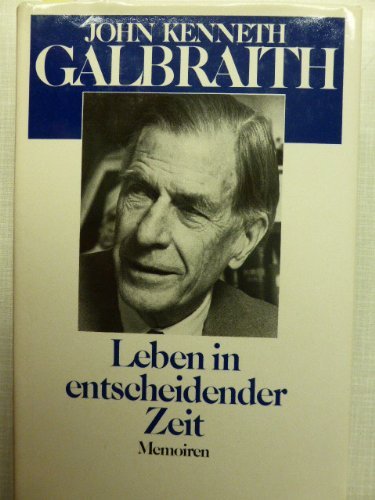 JOHN KENNETH
GALBRAITH
Leben in
entscheidender
Zeit
Memoiren